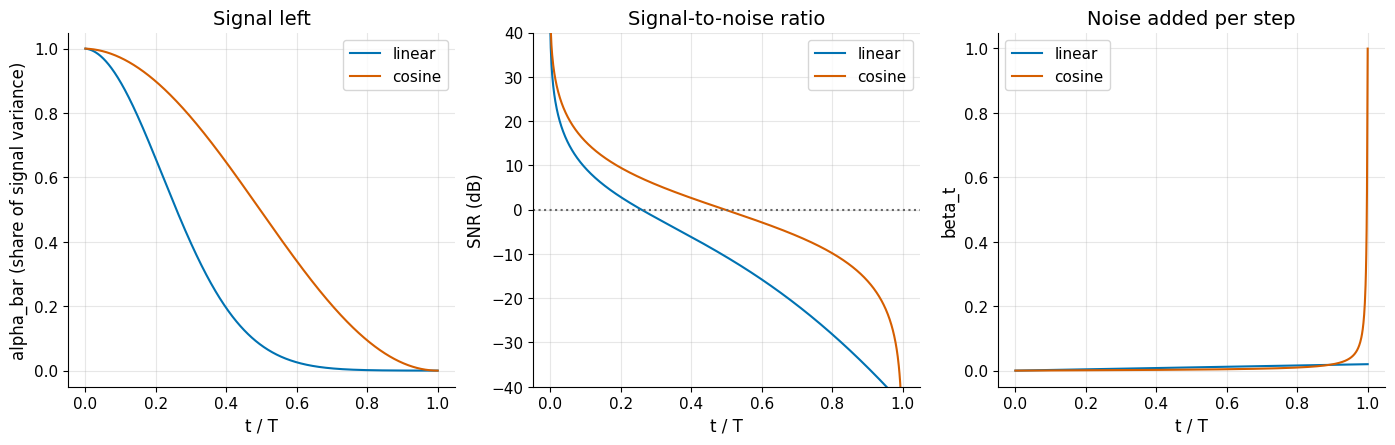 Signal left
alpha_bar (share of signal variance)
1.0
0.8
0.6
0.4
0.2
0.0
linear
cosine
0.0 0.2 0.4 0.6 0.8 1.0
t / T
Signal-to-noise ratio
SNR (dB)
40
30
20
10
0
−10
−20
−30
−40
linear
cosine
0.0 0.2 0.4 0.6 0.8 1.0
t / T
Noise added per step
beta_t
1.0
0.8
0.6
0.4
0.2
0.0
linear
cosine
0.0 0.2 0.4 0.6 0.8 1.0
t / T